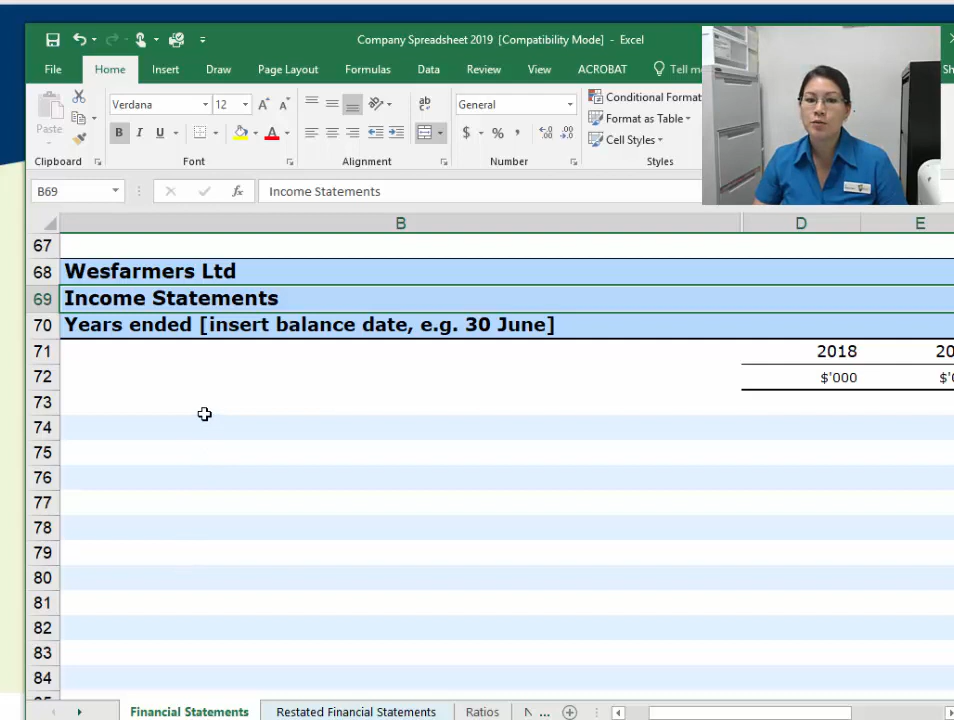 Company Spreadsheet 2019 [Compatibility Mode] - Excel
File Home Insert Draw Page Layout Formulas Data Review View ACROBAT Tell
Verdana 12 General Conditional Format
Paste Format as Table
B I U $ % Cell Styles
Clipboard Font Alignment Number Styles
B69 fx Income Statements
B D E
67
68 Wesfarmers Ltd
69 Income Statements
70 Years ended [insert balance date, e.g. 30 June]
71 2018 20
72 $'000
73
74
75
76
77
78
79
80
81
82
83
84
Financial Statements Restated Financial Statements Ratios N ...